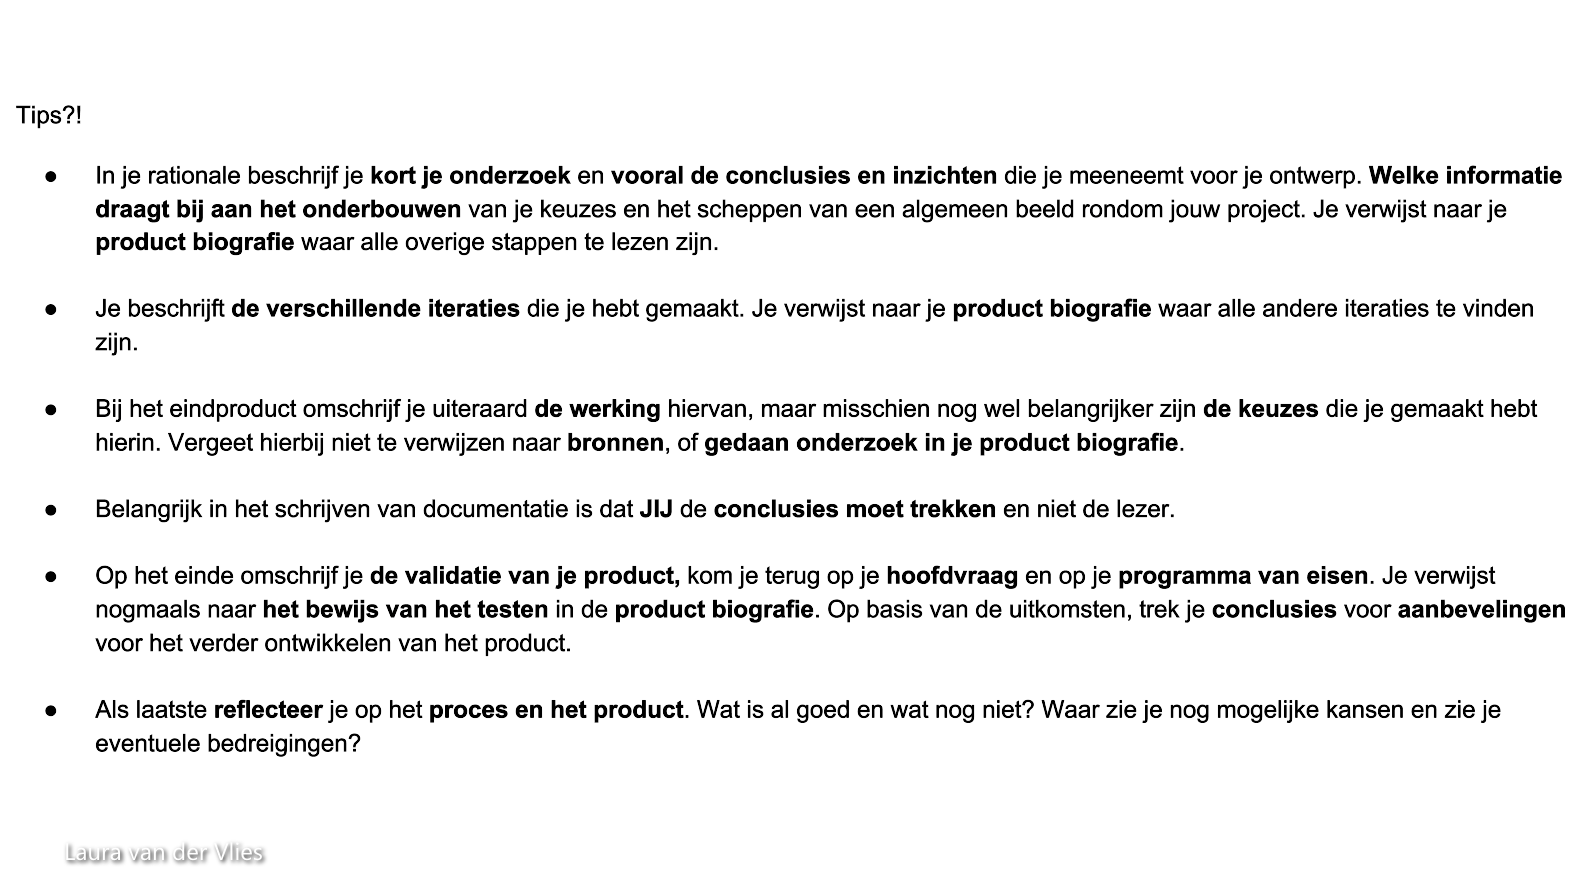 Tips?!
● In je rationale beschrijf je kort je onderzoek en vooral de conclusies en inzichten die je meeneemt voor je ontwerp. Welke informatie
draagt bij aan het onderbouwen van je keuzes en het scheppen van een algemeen beeld rondom jouw project. Je verwijst naar je
product biografie waar alle overige stappen te lezen zijn.
● Je beschrijft de verschillende iteraties die je hebt gemaakt. Je verwijst naar je product biografie waar alle andere iteraties te vinden
zijn.
● Bij het eindproduct omschrijf je uiteraard de werking hiervan, maar misschien nog wel belangrijker zijn de keuzes die je gemaakt hebt
hierin. Vergeet hierbij niet te verwijzen naar bronnen, of gedaan onderzoek in je product biografie.
● Belangrijk in het schrijven van documentatie is dat JIJ de conclusies moet trekken en niet de lezer.
● Op het einde omschrijf je de validatie van je product, kom je terug op je hoofdvraag en op je programma van eisen. Je verwijst
nogmaals naar het bewijs van het testen in de product biografie. Op basis van de uitkomsten, trek je conclusies voor aanbevelingen
voor het verder ontwikkelen van het product.
● Als laatste reflecteer je op het proces en het product. Wat is al goed en wat nog niet? Waar zie je nog mogelijke kansen en zie je
eventuele bedreigingen?
Laura van der Vlies